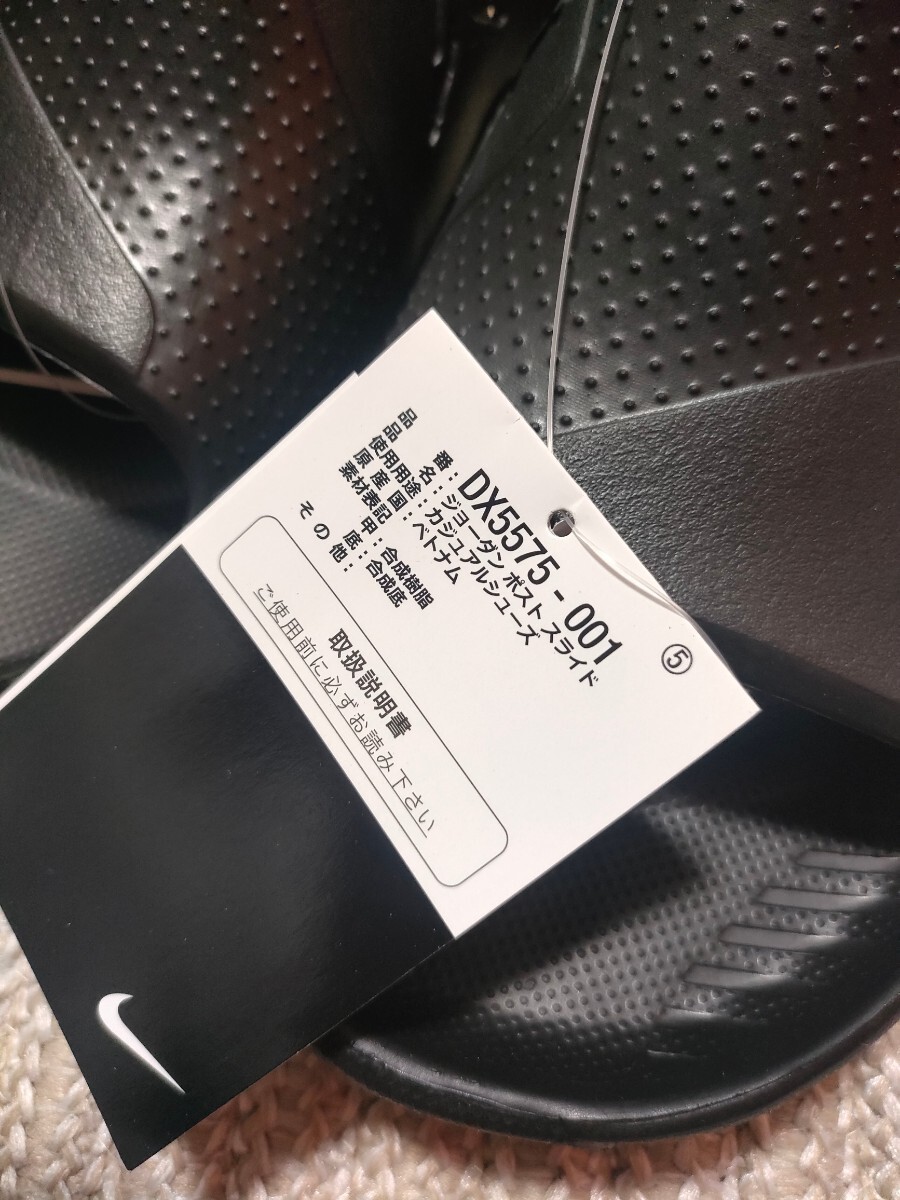 品番：DX5575-001
品名：ジョーダン ポスト スライド
使用用途：カジュアルシューズ
原産国：ベトナム
素材表記 甲：合成樹脂
底：合成底
その他：
⑤
取扱説明書
ご使用前に必ずお読み下さい